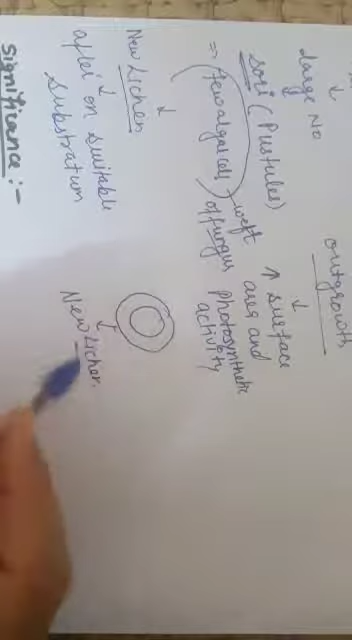 ↓
Large No
↓
Sori (Pustules)
= (few algal cell) weft
of fungus
↓
New Lichen
↓
after on suitable
substratum
outgrowth
↓
↑ surface
area and
photosynthetic
activity
↓
New Lichen.
Significance:-